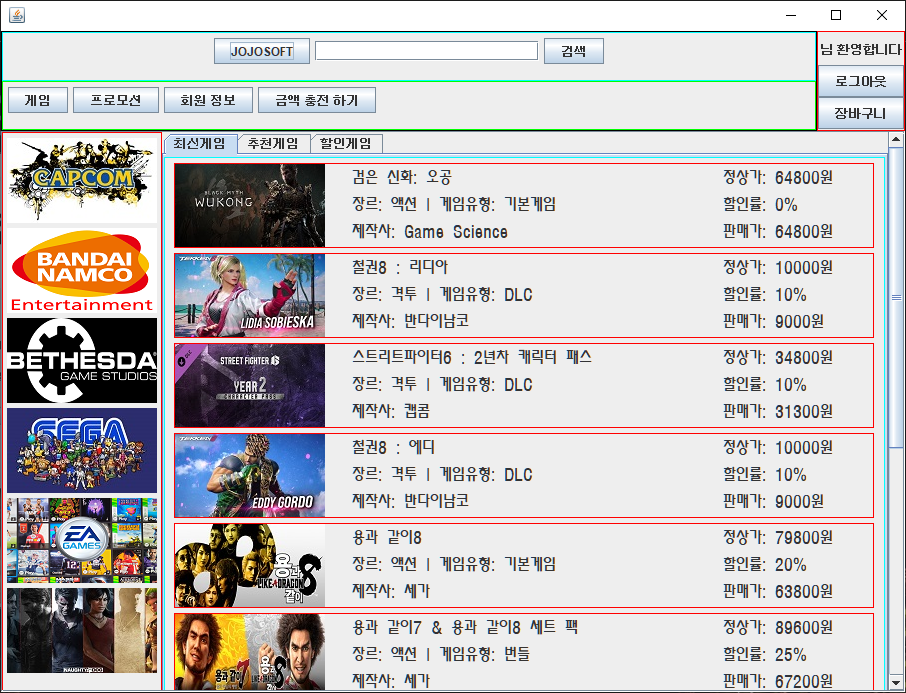 JOJOSOFT
검색
님 환영합니다
로그아웃
장바구니
게임
프로모션
회원 정보
금액 충전 하기
CAPCOM
BANDAI
NAMCO
Entertainment
BETHESDA
GAME STUDIOS
SEGA
EA
GAMES
NAUGHTY DOG
최신게임
추천게임
할인게임
BLACK MYTH
WUKONG
검은 신화: 오공
정상가: 64800원
장르: 액션 | 게임유형: 기본게임
할인률: 0%
제작사: Game Science
판매가: 64800원
TEKKEN
LIDIA SOBIESKA
철권8 : 리디아
정상가: 10000원
장르: 격투 | 게임유형: DLC
할인률: 10%
제작사: 반다이남코
판매가: 9000원
DLC
STREET FIGHTER 6
YEAR 2
CHARACTER PASS
스트리트파이터6 : 2년차 캐릭터 패스
정상가: 34800원
장르: 격투 | 게임유형: DLC
할인률: 10%
제작사: 캡콤
판매가: 31300원
TEKKEN
EDDY GORDO
철권8 : 에디
정상가: 10000원
장르: 격투 | 게임유형: DLC
할인률: 10%
제작사: 반다이남코
판매가: 9000원
용과
LIKE A DRAGON
같이
8
용과 같이8
정상가: 79800원
장르: 액션 | 게임유형: 기본게임
할인률: 20%
제작사: 세가
판매가: 63800원
용과 같이7 & 용과 같이8 세트 팩
정상가: 89600원
장르: 액션 | 게임유형: 번들
할인률: 25%
제작사: 세가
판매가: 67200원